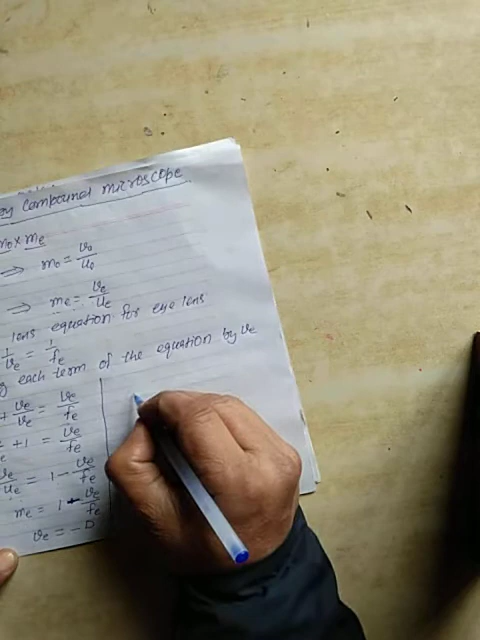 by Compound microscope
m₀ × mₑ
⇒ m₀ = v₀/u₀
⇒ mₑ = vₑ/uₑ
lens equation for eye lens
1/vₑ = 1/fₑ
each term of the equation by vₑ
+ vₑ/vₑ = vₑ/fₑ
+ 1 = vₑ/fₑ
vₑ/uₑ = 1 - vₑ/fₑ
mₑ = 1 - vₑ/fₑ
vₑ = - D